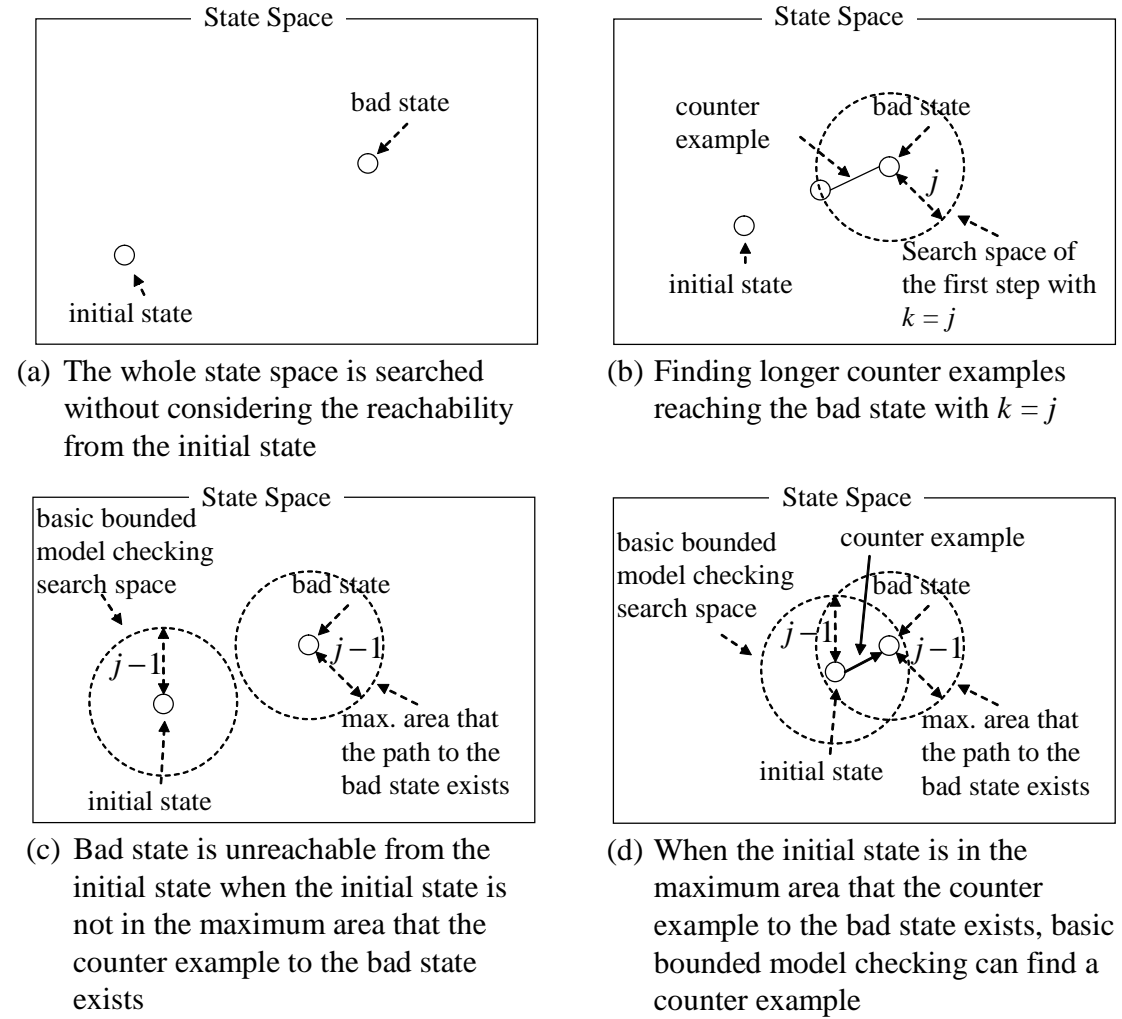 State Space
bad state
initial state
(a) The whole state space is searched
without considering the reachability
from the initial state
State Space
counter
example
bad state
j
initial state
Search space of
the first step with
k = j
(b) Finding longer counter examples
reaching the bad state with k = j
State Space
basic bounded
model checking
search space
bad state
j−1
j−1
max. area that
the path to the
bad state exists
initial state
(c) Bad state is unreachable from the
initial state when the initial state is
not in the maximum area that the
counter example to the bad state
exists
State Space
basic bounded
model checking
search space
counter example
bad state
j−1
j−1
max. area that
the path to the
bad state exists
initial state
(d) When the initial state is in the
maximum area that the counter
example to the bad state exists, basic
bounded model checking can find a
counter example